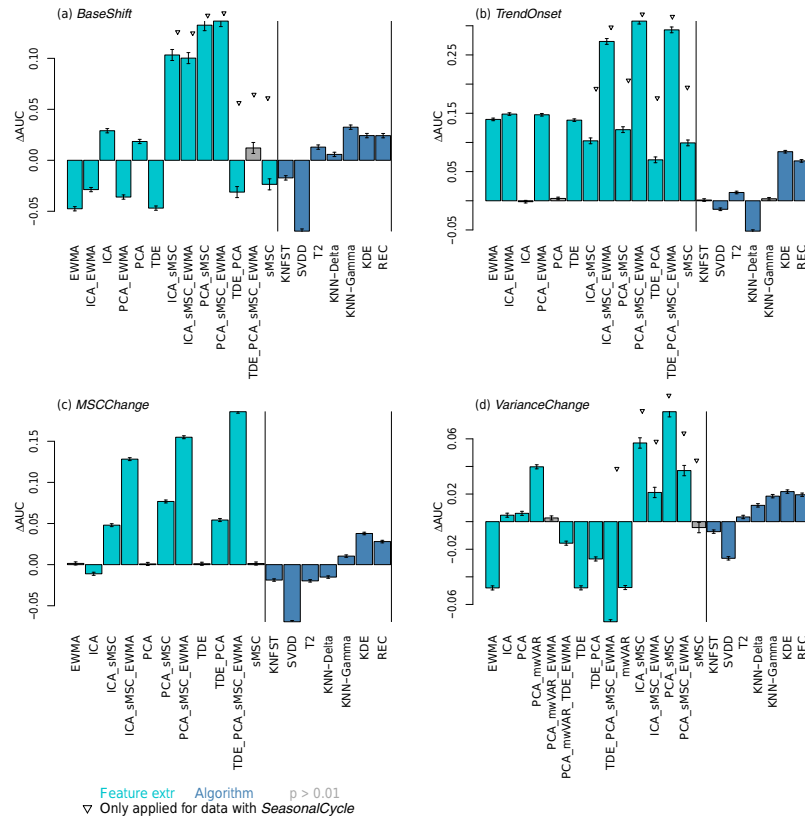 (a) BaseShift
ΔAUC
0.10
0.05
0.00
−0.05
EWMA
ICA_EWMA
ICA
PCA_EWMA
PCA
TDE
ICA_sMSC
ICA_sMSC_EWMA
PCA_sMSC
PCA_sMSC_EWMA
TDE_PCA
TDE_PCA_sMSC_EWMA
sMSC
KNFST
SVDD
T2
KNN−Delta
KNN−Gamma
KDE
REC
(b) TrendOnset
ΔAUC
0.25
0.15
0.05
−0.05
EWMA
ICA_EWMA
ICA
PCA_EWMA
PCA
TDE
ICA_sMSC
ICA_sMSC_EWMA
PCA_sMSC
PCA_sMSC_EWMA
TDE_PCA
TDE_PCA_sMSC_EWMA
sMSC
KNFST
SVDD
T2
KNN−Delta
KNN−Gamma
KDE
REC
(c) MSCChange
ΔAUC
0.15
0.10
0.05
0.00
−0.05
EWMA
ICA
ICA_sMSC
ICA_sMSC_EWMA
PCA
PCA_sMSC
PCA_sMSC_EWMA
TDE
TDE_PCA
TDE_PCA_sMSC_EWMA
sMSC
KNFST
SVDD
T2
KNN−Delta
KNN−Gamma
KDE
REC
(d) VarianceChange
ΔAUC
0.06
0.02
−0.02
−0.06
EWMA
ICA
PCA
PCA_mwVAR
PCA_mwVAR_EWMA
PCA_mwVAR_TDE_EWMA
TDE
TDE_PCA
TDE_PCA_sMSC_EWMA
mwVAR
ICA_sMSC
ICA_sMSC_EWMA
PCA_sMSC
PCA_sMSC_EWMA
sMSC
KNFST
SVDD
T2
KNN−Delta
KNN−Gamma
KDE
REC
Feature extr Algorithm p > 0.01
Only applied for data with SeasonalCycle